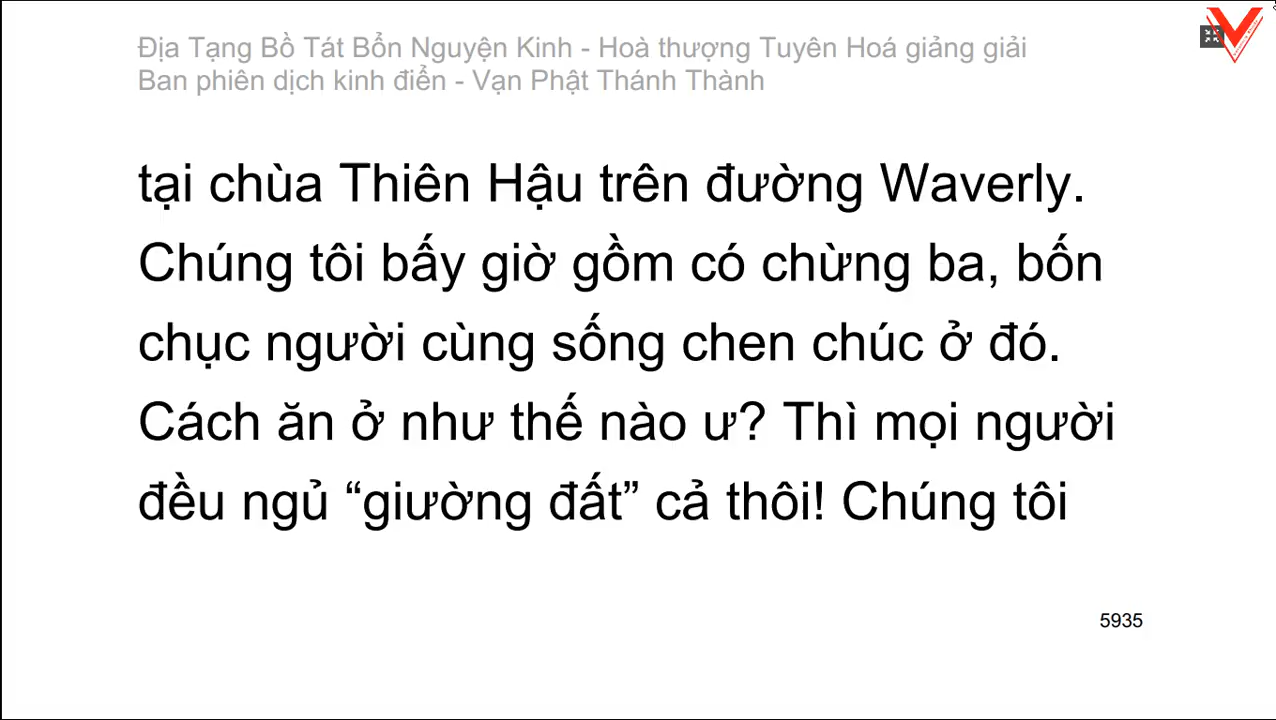 Địa Tạng Bồ Tát Bổn Nguyện Kinh - Hoà thượng Tuyên Hoá giảng giải
Ban phiên dịch kinh điển - Vạn Phật Thánh Thành
tại chùa Thiên Hậu trên đường Waverly.
Chúng tôi bấy giờ gồm có chừng ba, bốn
chục người cùng sống chen chúc ở đó.
Cách ăn ở như thế nào ư? Thì mọi người
đều ngủ “giường đất” cả thôi! Chúng tôi
5935